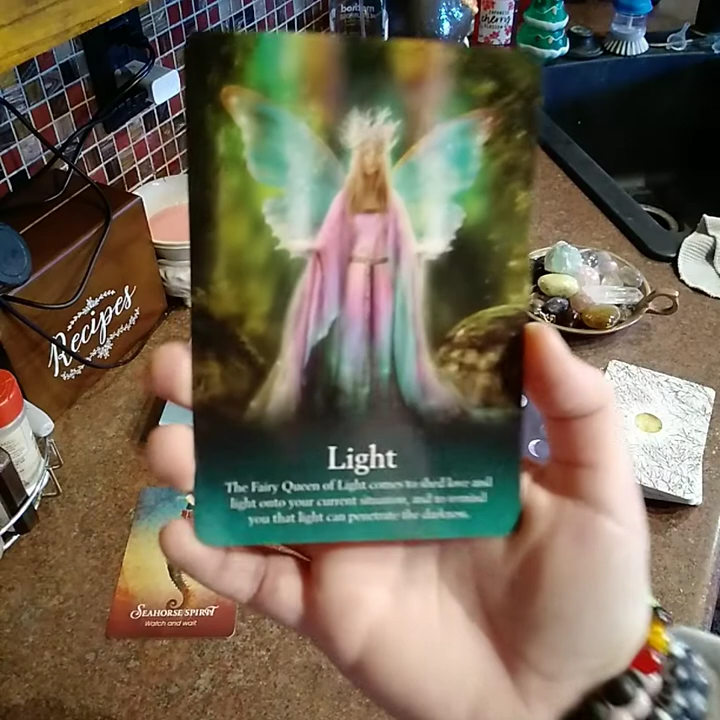 cherry
Recipes
Light
The Fairy Queen of Light comes to shed love and
light onto your current situation, and to remind
you that light can penetrate the darkness.
SEAHORSE SPIRIT
Watch and wait